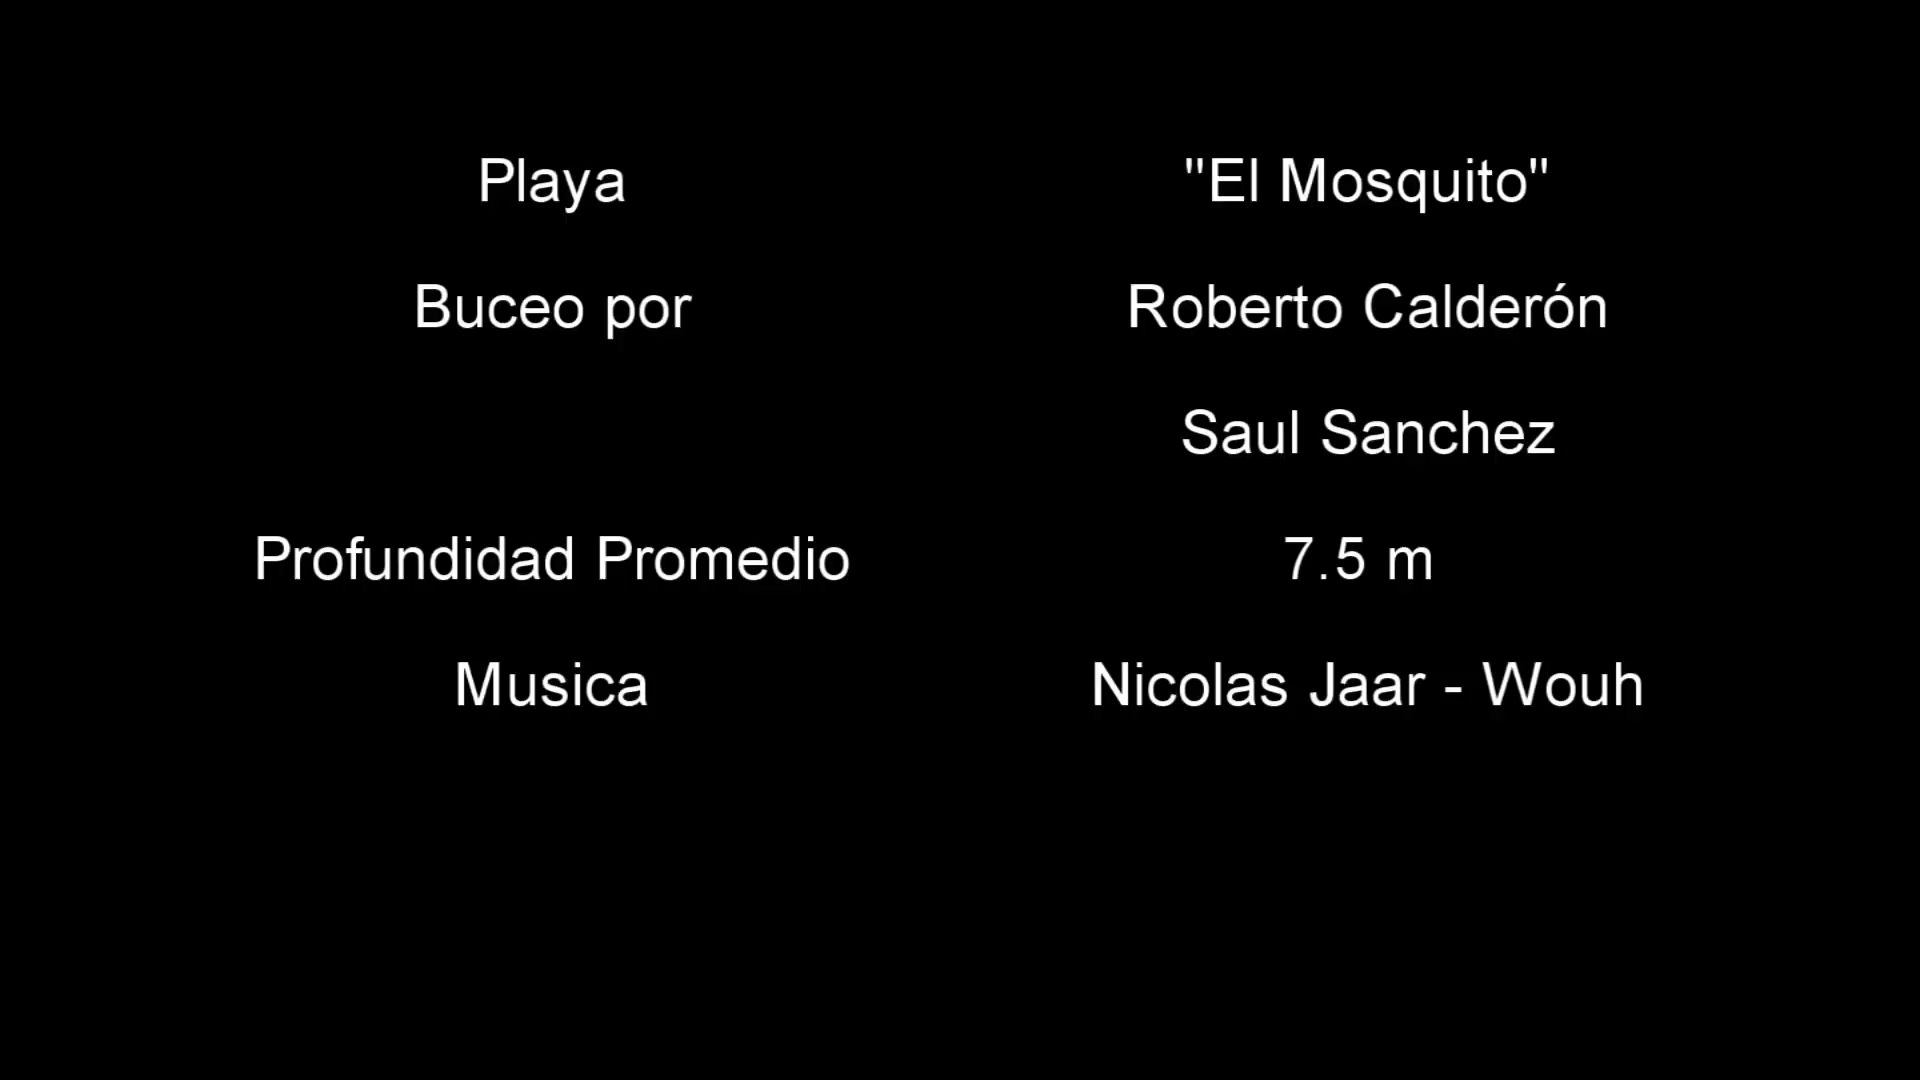 Playa "El Mosquito"
Buceo por Roberto Calderón
Saul Sanchez
Profundidad Promedio 7.5 m
Musica Nicolas Jaar - Wouh